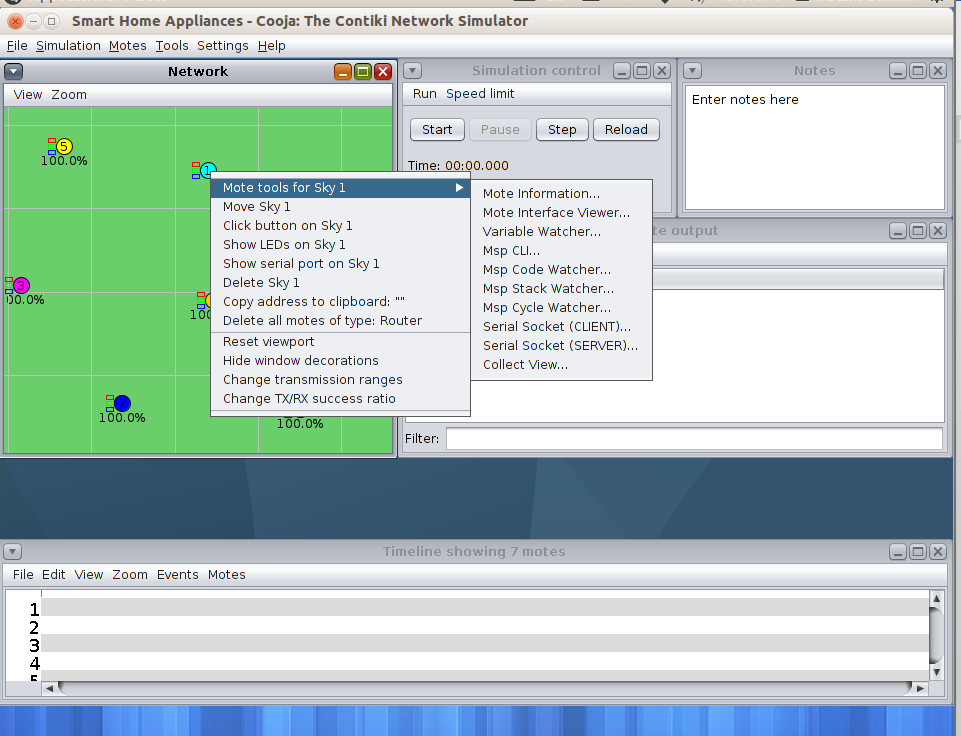 Smart Home Appliances - Cooja: The Contiki Network Simulator
File Simulation Motes Tools Settings Help
Network
View Zoom
5
100.0%
1
3
00.0%
100
2
100.0%
100.0%
Mote tools for Sky 1
Move Sky 1
Click button on Sky 1
Show LEDs on Sky 1
Show serial port on Sky 1
Delete Sky 1
Copy address to clipboard: ""
Delete all motes of type: Router
Reset viewport
Hide window decorations
Change transmission ranges
Change TX/RX success ratio
Mote Information...
Mote Interface Viewer...
Variable Watcher...
Msp CLI...
Msp Code Watcher...
Msp Stack Watcher...
Msp Cycle Watcher...
Serial Socket (CLIENT)...
Serial Socket (SERVER)...
Collect View...
Simulation control
Run Speed limit
Start Pause Step Reload
Time: 00:00.000
Notes
Enter notes here
te output
Filter:
Timeline showing 7 motes
File Edit View Zoom Events Motes
1
2
3
4
5